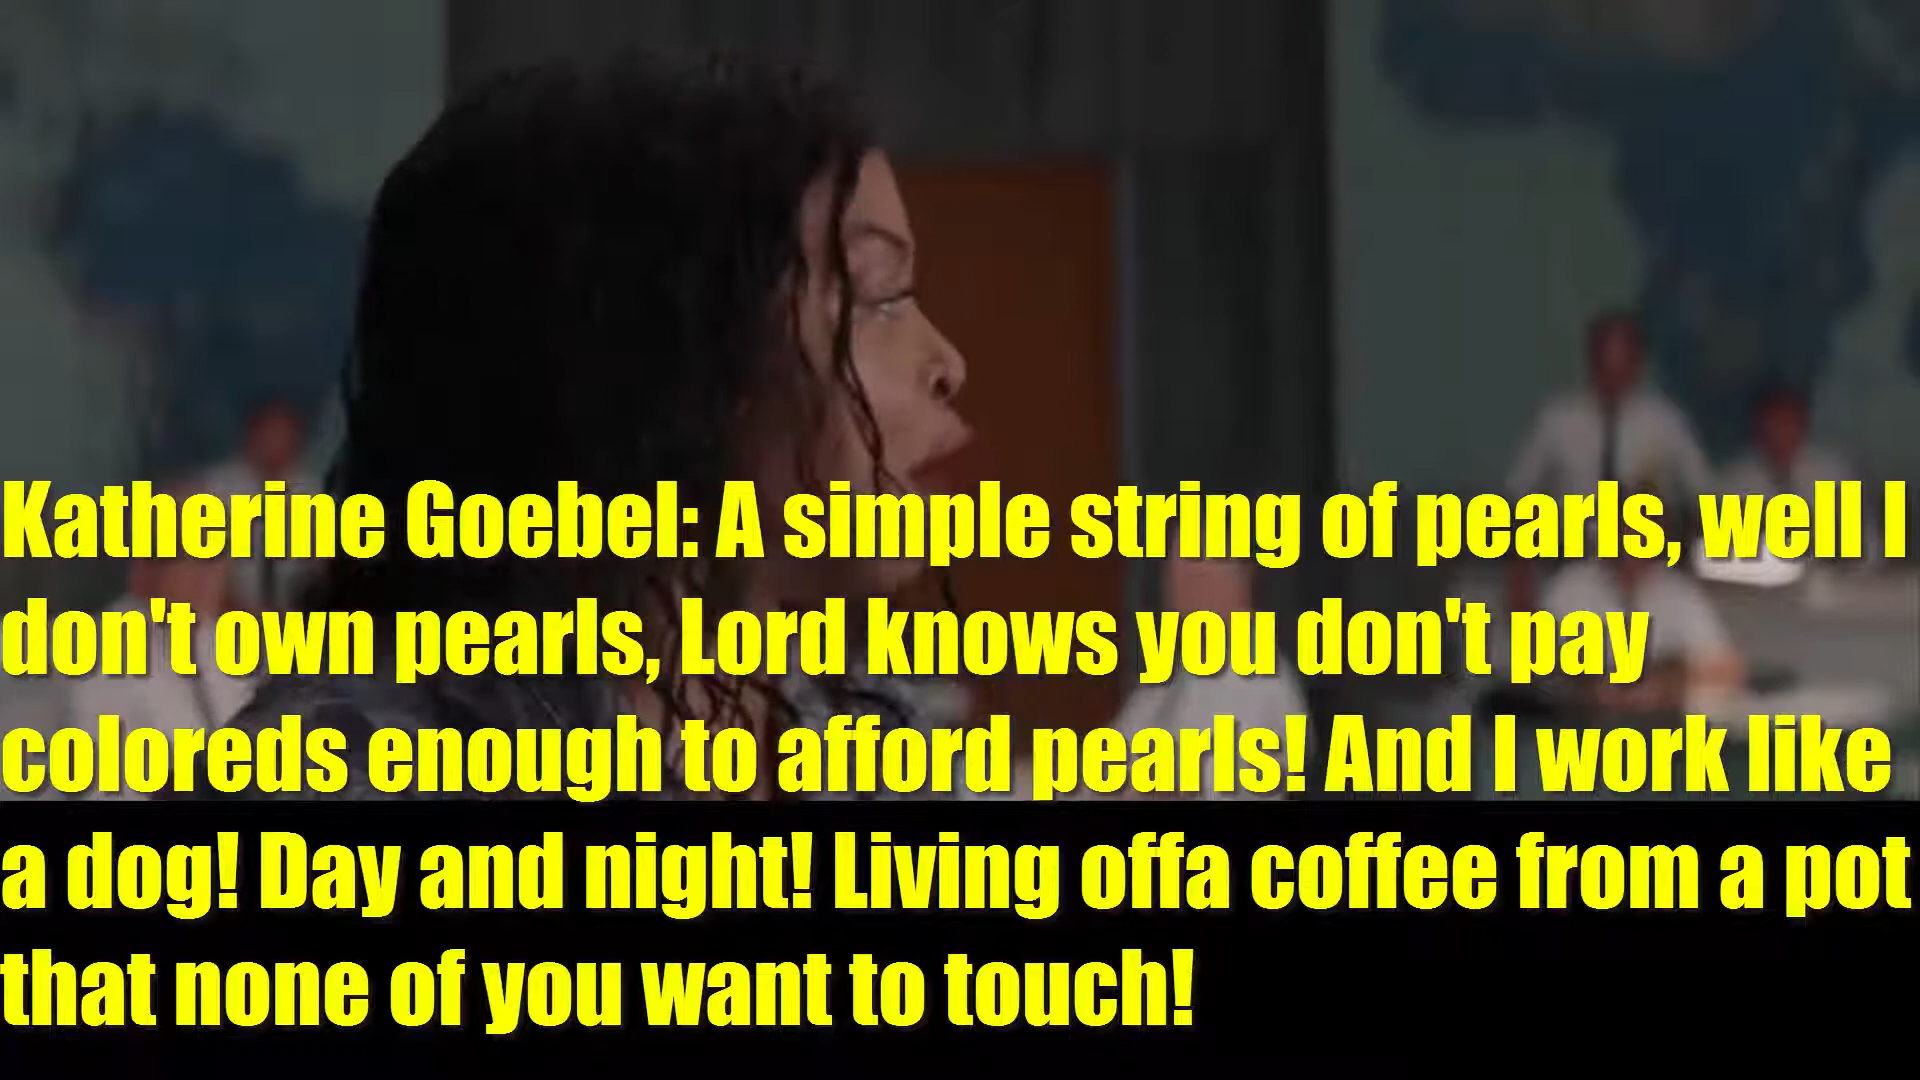 Katherine Goebel: A simple string of pearls, well I
don't own pearls, Lord knows you don't pay
coloreds enough to afford pearls! And I work like
a dog! Day and night! Living offa coffee from a pot
that none of you want to touch!